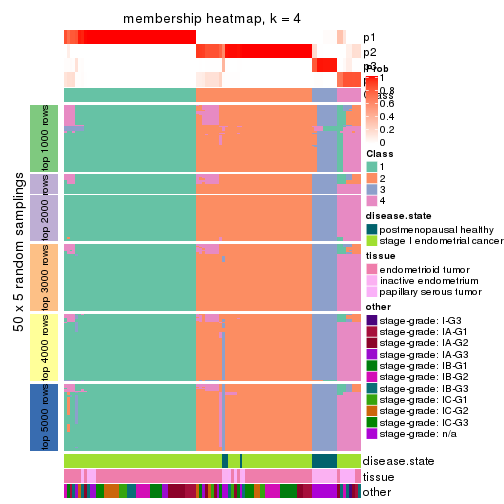 membership heatmap, k = 4
p1
p2
p3
Prob
1
0.8
0.6
0.4
0.2
0
Class
1
2
3
4
disease.state
postmenopausal healthy
stage I endometrial cancer
tissue
endometrioid tumor
inactive endometrium
papillary serous tumor
other
stage-grade: I-G3
stage-grade: IA-G1
stage-grade: IA-G2
stage-grade: IA-G3
stage-grade: IB-G1
stage-grade: IB-G2
stage-grade: IB-G3
stage-grade: IC-G1
stage-grade: IC-G2
stage-grade: IC-G3
stage-grade: n/a
50 x 5 random samplings
top 1000 rows
top 2000 rows
top 3000 rows
top 4000 rows
top 5000 rows
disease.state
tissue
other